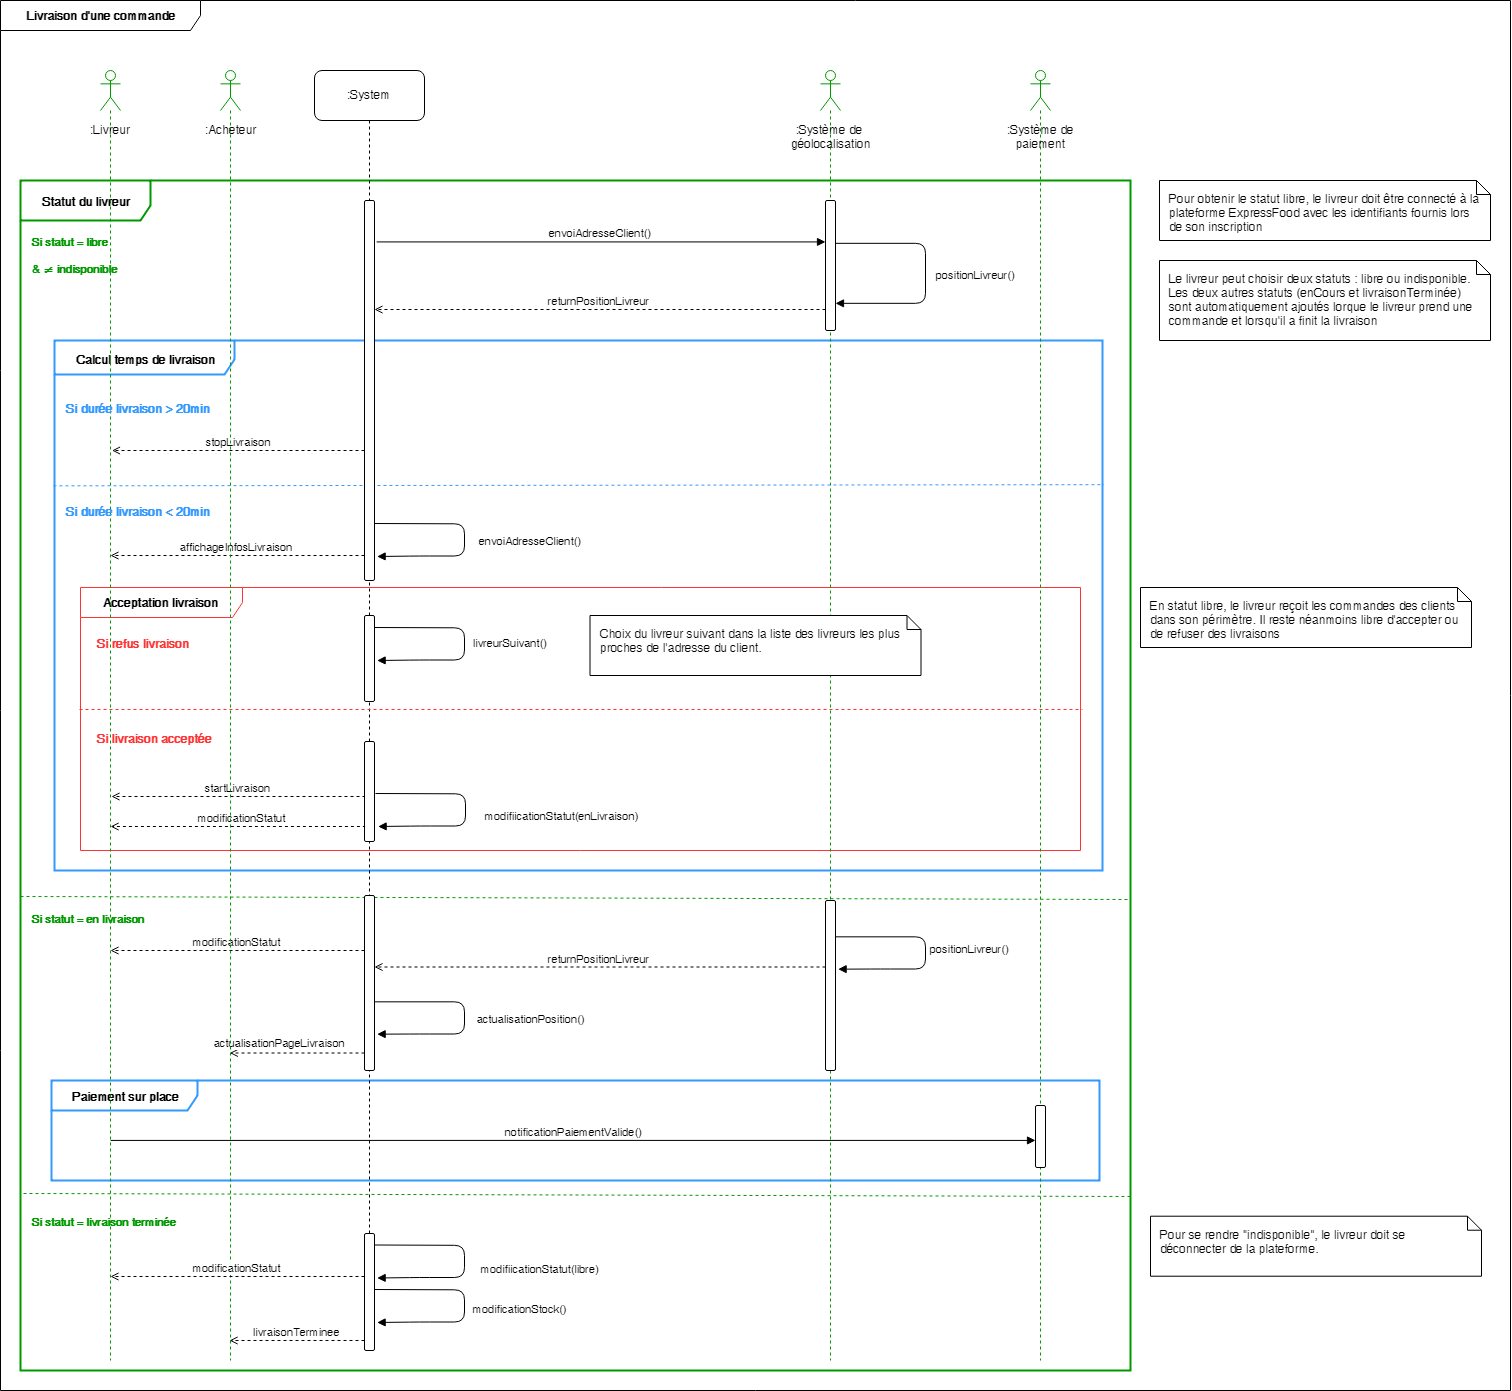 Livraison d'une commande
:Livreur
:Acheteur
:System
:Système de
géolocalisation
:Système de
paiement
Statut du livreur
Si statut = libre
& ≠ indisponible
envoiAdresseClient()
positionLivreur()
returnPositionLivreur
Pour obtenir le statut libre, le livreur doit être connecté à la
plateforme ExpressFood avec les identifiants fournis lors
de son inscription
Le livreur peut choisir deux statuts : libre ou indisponible.
Les deux autres statuts (enCours et livraisonTerminée)
sont automatiquement ajoutés lorque le livreur prend une
commande et lorsqu'il a finit la livraison
Calcul temps de livraison
Si durée livraison > 20min
stopLivraison
Si durée livraison < 20min
envoiAdresseClient()
affichageInfosLivraison
Acceptation livraison
Si refus livraison
livreurSuivant()
Choix du livreur suivant dans la liste des livreurs les plus
proches de l'adresse du client.
En statut libre, le livreur reçoit les commandes des clients
dans son périmètre. Il reste néanmoins libre d'accepter ou
de refuser des livraisons
Si livraison acceptée
startLivraison
modificationStatut
modifiicationStatut(enLivraison)
Si statut = en livraison
modificationStatut
positionLivreur()
returnPositionLivreur
actualisationPosition()
actualisationPageLivraison
Paiement sur place
notificationPaiementValide()
Si statut = livraison terminée
modificationStatut
modifiicationStatut(libre)
modificationStock()
livraisonTerminee
Pour se rendre "indisponible", le livreur doit se
déconnecter de la plateforme.